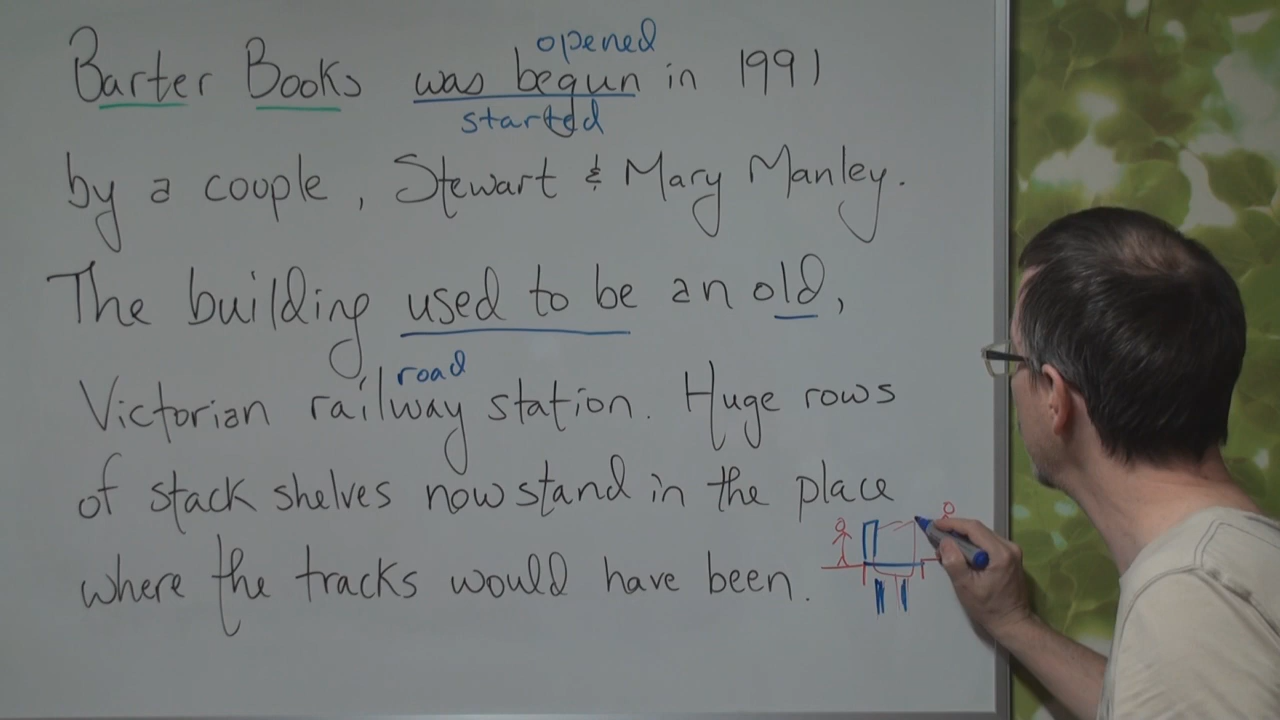 opened
Barter Books was begun in 1991
started
by a couple, Stewart & Mary Manley.
The building used to be an old,
road
Victorian railway station. Huge rows
of stack shelves now stand in the place
where the tracks would have been.